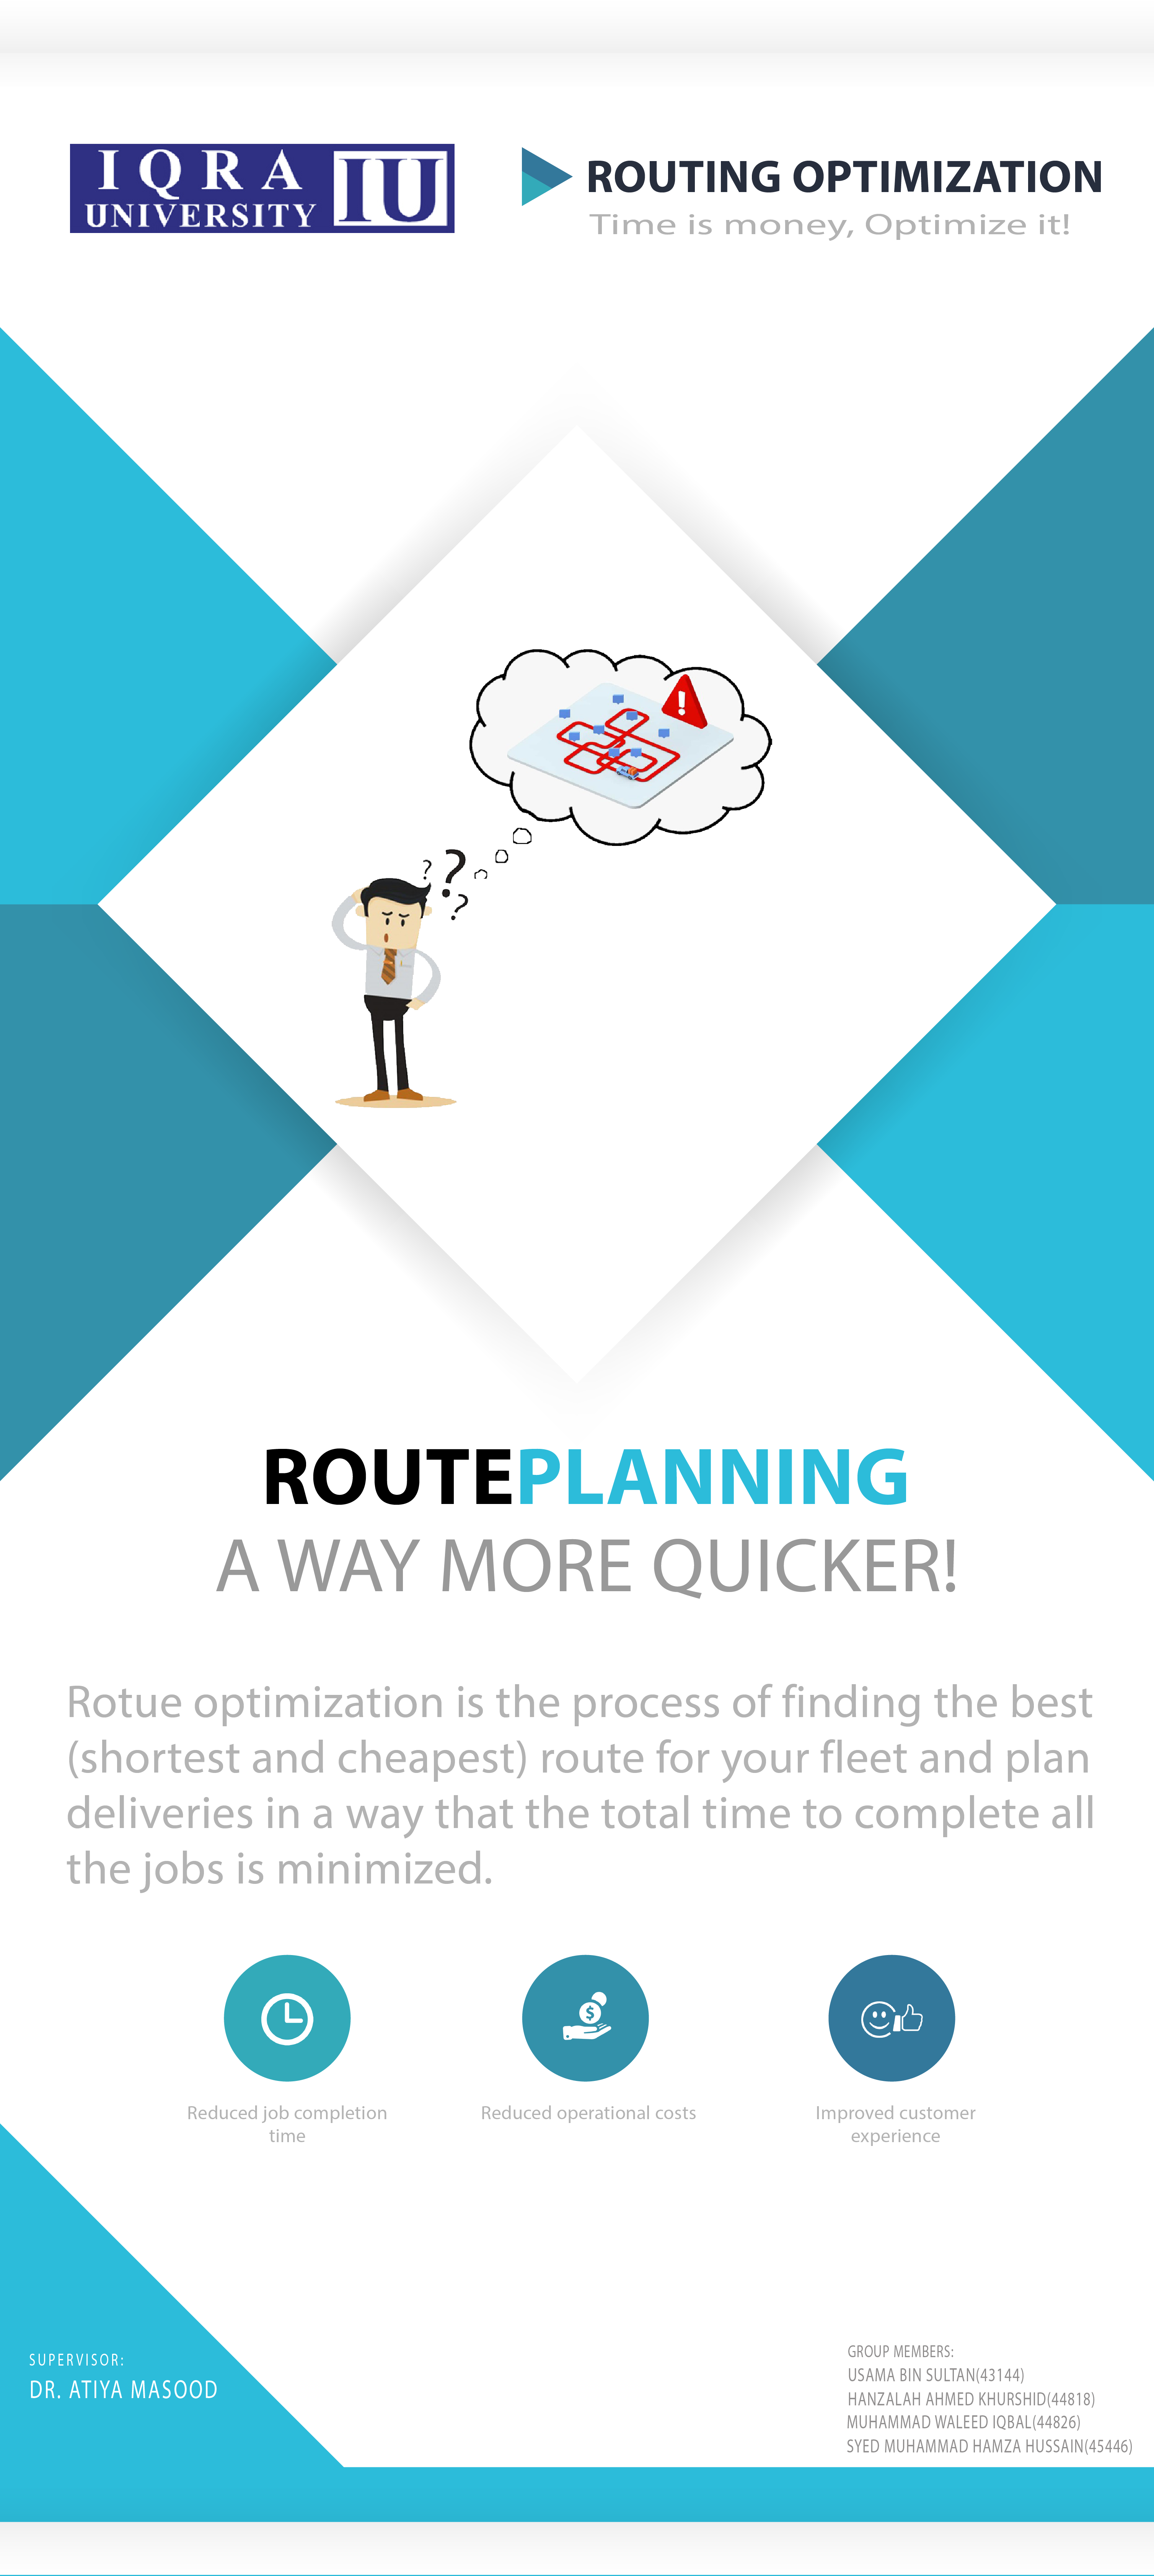 IQRA
UNIVERSITY
IU
ROUTING OPTIMIZATION
Time is money, Optimize it!
? ? ?
ROUTEPLANNING
A WAY MORE QUICKER!
Rotue optimization is the process of finding the best
(shortest and cheapest) route for your fleet and plan
deliveries in a way that the total time to complete all
the jobs is minimized.
Reduced job completion
time
Reduced operational costs
Improved customer
experience
SUPERVISOR:
DR. ATIYA MASOOD
GROUP MEMBERS:
USAMA BIN SULTAN(43144)
HANZALAH AHMED KHURSHID(44818)
MUHAMMAD WALEED IQBAL(44826)
SYED MUHAMMAD HAMZA HUSSAIN(45446)